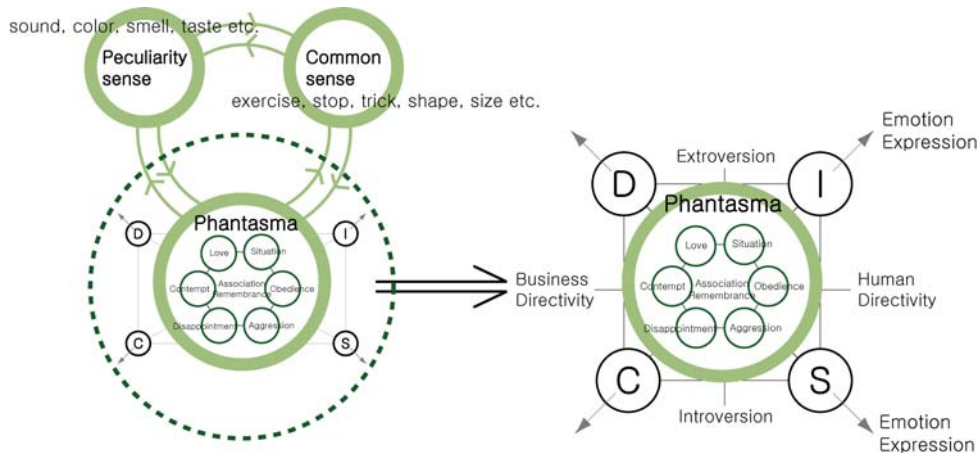 sound, color, smell, taste etc.
Peculiarity
sense
Common
sense
exercise, stop, trick, shape, size etc.
Phantasma
D
I
Love
Situation
Contempt
Association
Remembrance
Obedience
Disappointment
Aggression
C
S
Emotion
Expression
Extroversion
D
I
Phantasma
Love
Situation
Business
Directivity
Contempt
Association
Remembrance
Obedience
Human
Directivity
Disappointment
Aggression
C
S
Introversion
Emotion
Expression